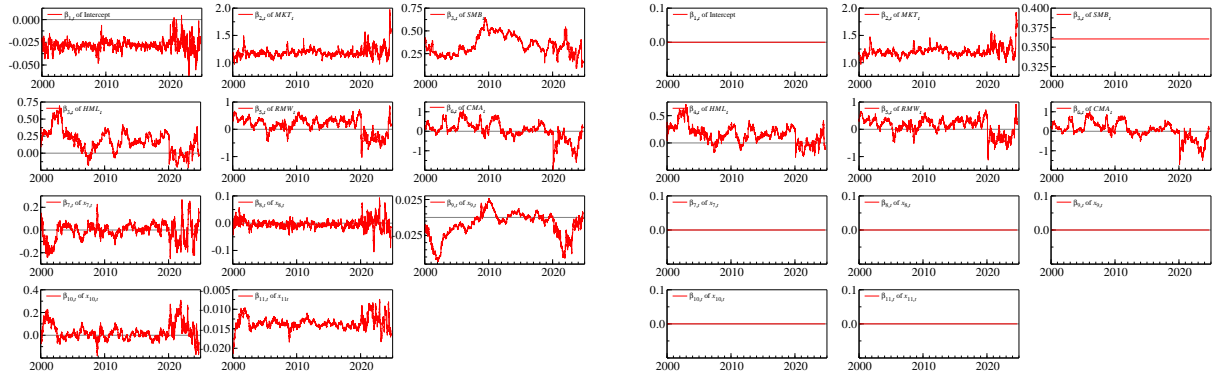 β₁,ₜ of Intercept
0.000
-0.025
-0.050
2000 2010 2020
β₂,ₜ of MKTₜ
2.0
1.5
1.0
2000 2010 2020
β₃,ₜ of SMBₜ
0.6
0.4
0.2
2000 2010 2020
β₄,ₜ of HMLₜ
0.75
0.50
0.25
0.00
2000 2010 2020
β₅,ₜ of RMWₜ
1
0
-1
2000 2010 2020
β₆,ₜ of CMAₜ
1
0
-1
2000 2010 2020
β₇,ₜ of x₇,ₜ
0.2
0.0
-0.2
2000 2010 2020
β₈,ₜ of x₈,ₜ
0.1
0.0
-0.1
2000 2010 2020
β₉,ₜ of x₉,ₜ
0.025
-0.025
2000 2010 2020
β₁₀,ₜ of x₁₀,ₜ
0.4
0.2
0.0
2000 2010 2020
β₁₁,ₜ of x₁₁ₜ
-0.005
-0.010
-0.015
-0.020
2000 2010 2020
β₁,ₜ of Intercept
0.1
0.0
0.1
2000 2010 2020
β₂,ₜ of MKTₜ
2.0
1.5
1.0
2000 2010 2020
β₃,ₜ of SMBₜ
0.400
0.375
0.350
0.325
2000 2010 2020
β₄,ₜ of HMLₜ
0.5
0.0
2000 2010 2020
β₅,ₜ of RMWₜ
1
0
-1
2000 2010 2020
β₆,ₜ of CMAₜ
1
0
-1
2000 2010 2020
β₇,ₜ of x₇,ₜ
0.1
0.0
0.1
2000 2010 2020
β₈,ₜ of x₈,ₜ
0.1
0.0
0.1
2000 2010 2020
β₉,ₜ of x₉,ₜ
0.1
0.0
0.1
2000 2010 2020
β₁₀,ₜ of x₁₀,ₜ
0.1
0.0
0.1
2000 2010 2020
β₁₁,ₜ of x₁₁,ₜ
0.1
0.0
0.1
2000 2010 2020